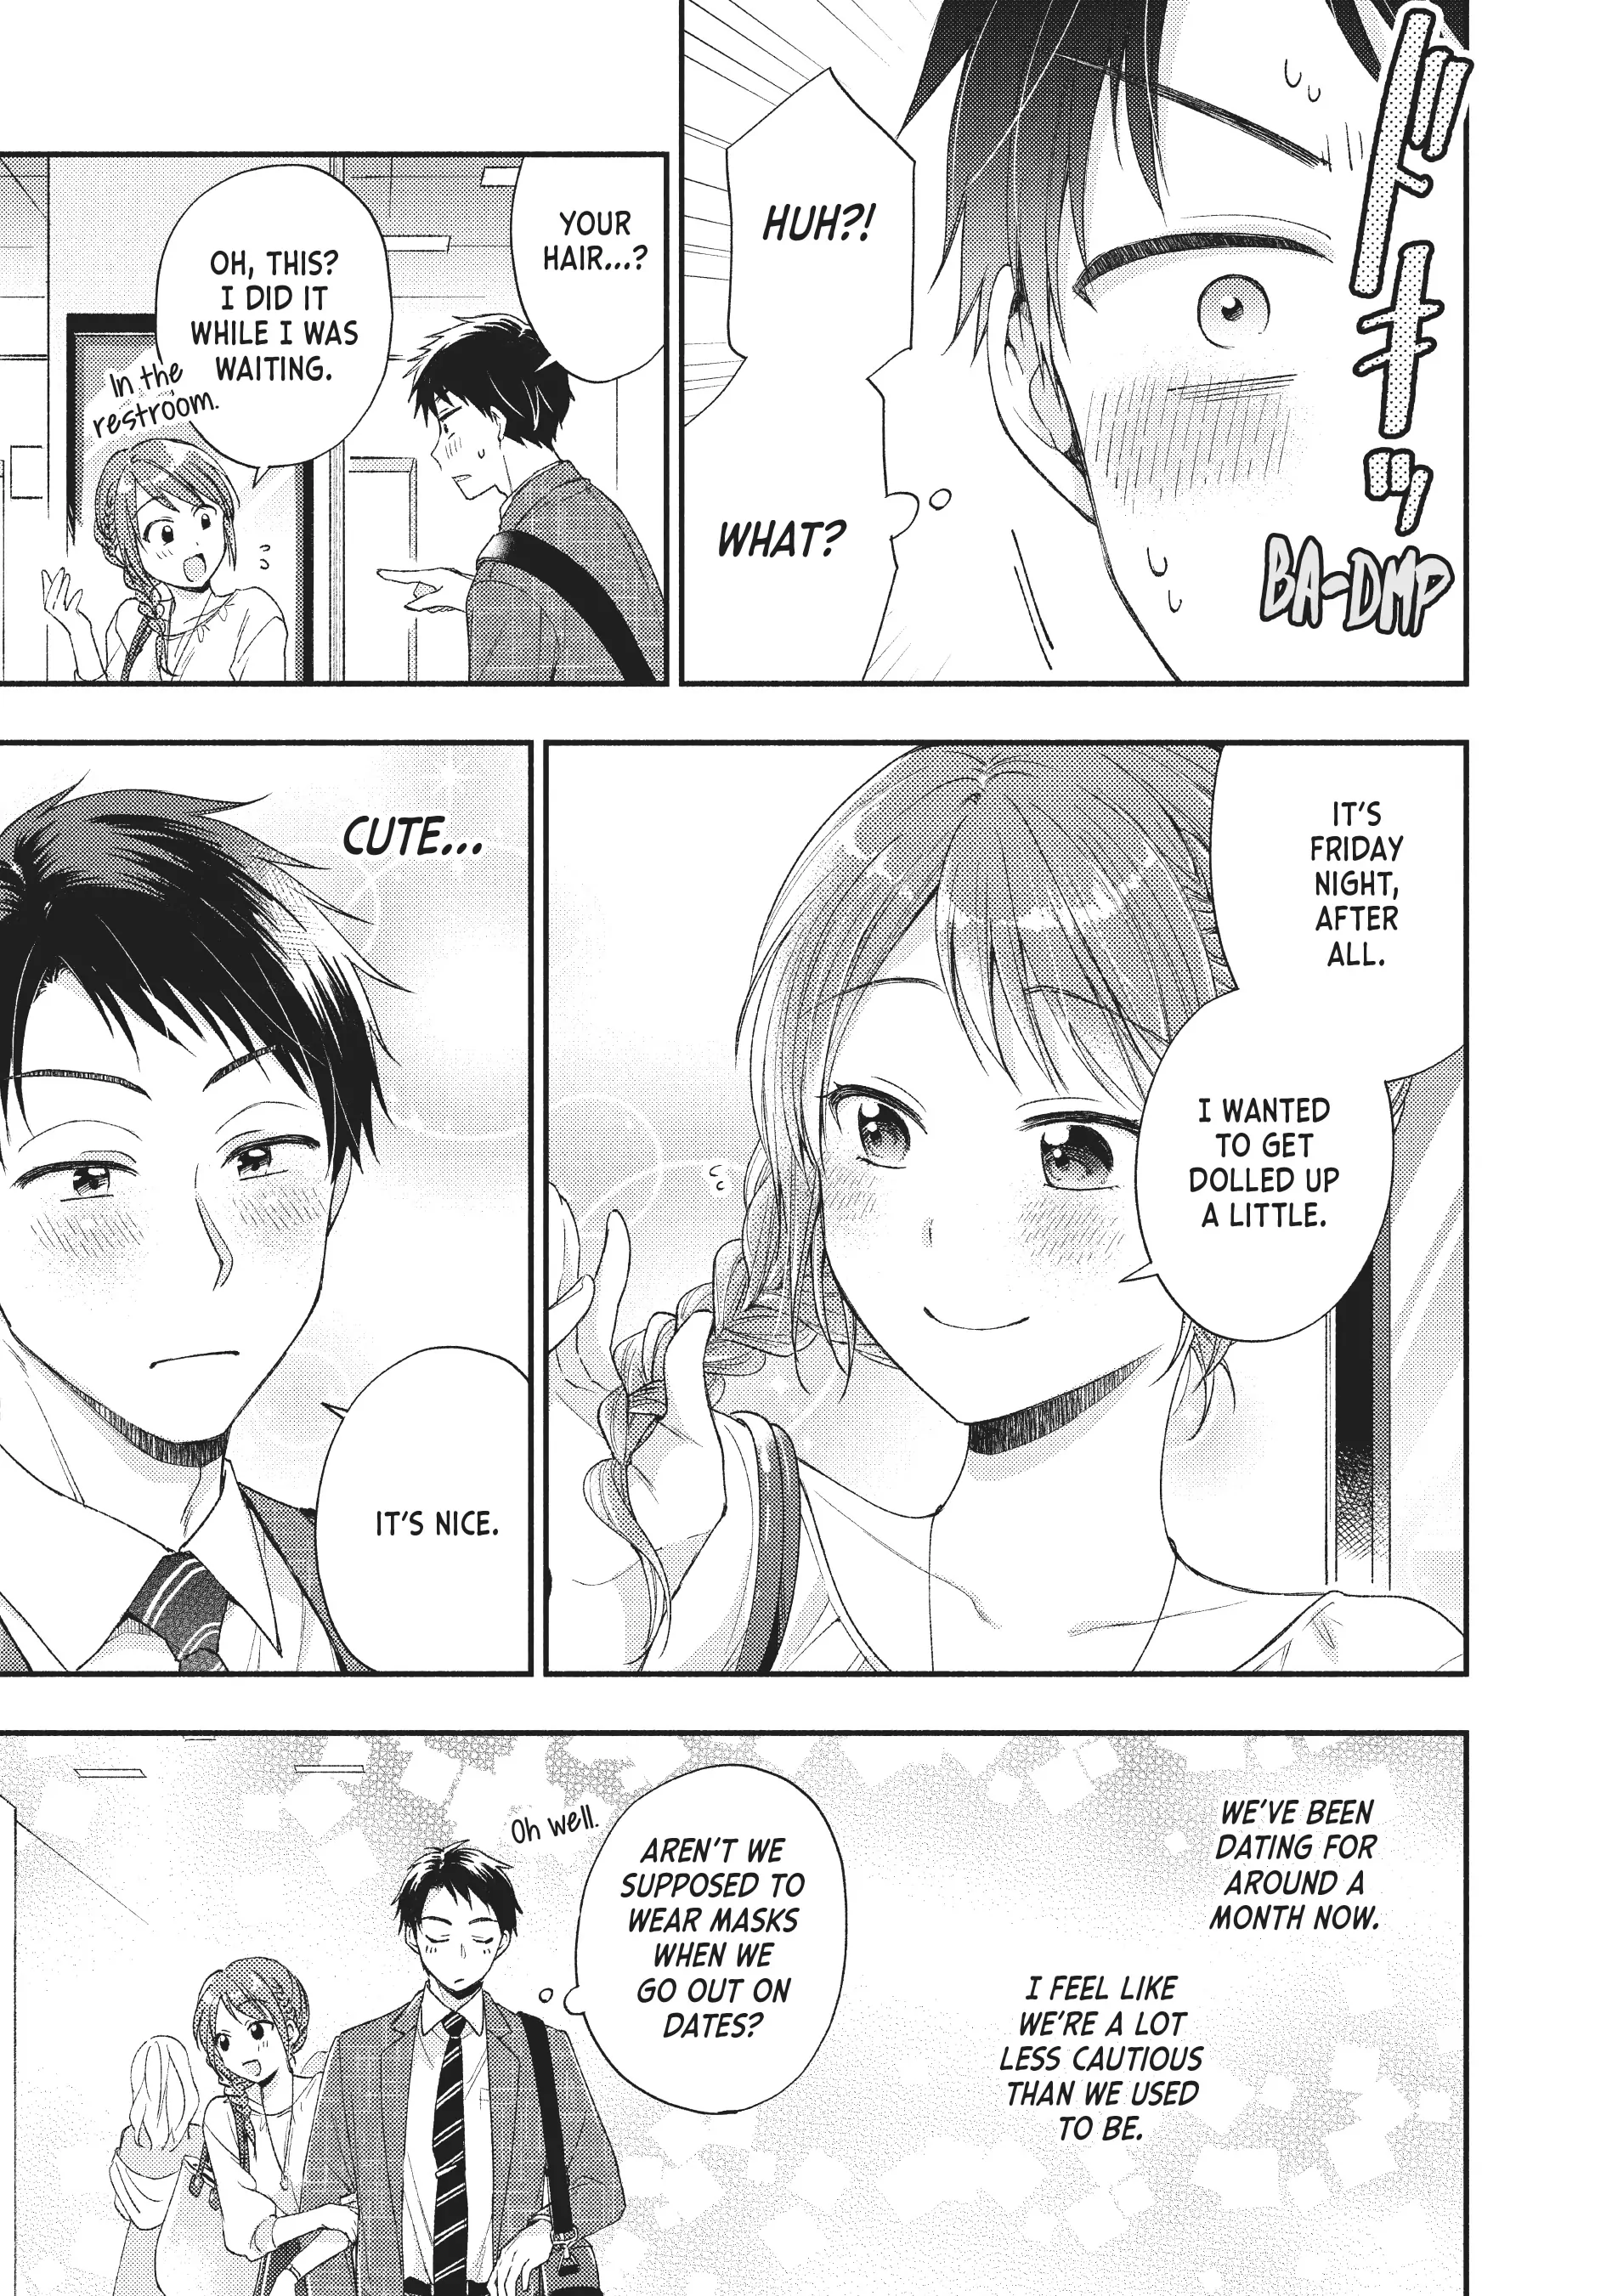 HUH?!
WHAT?
ドキッ
BA-DMP
YOUR
HAIR...?
OH, THIS?
I DID IT
WHILE I WAS
WAITING.
In the
restroom.
IT'S
FRIDAY
NIGHT,
AFTER
ALL.
I WANTED
TO GET
DOLLED UP
A LITTLE.
CUTE...
IT'S NICE.
WE'VE BEEN
DATING FOR
AROUND A
MONTH NOW.
I FEEL LIKE
WE'RE A LOT
LESS CAUTIOUS
THAN WE USED
TO BE.
AREN'T WE
SUPPOSED TO
WEAR MASKS
WHEN WE
GO OUT ON
DATES?
Oh well.